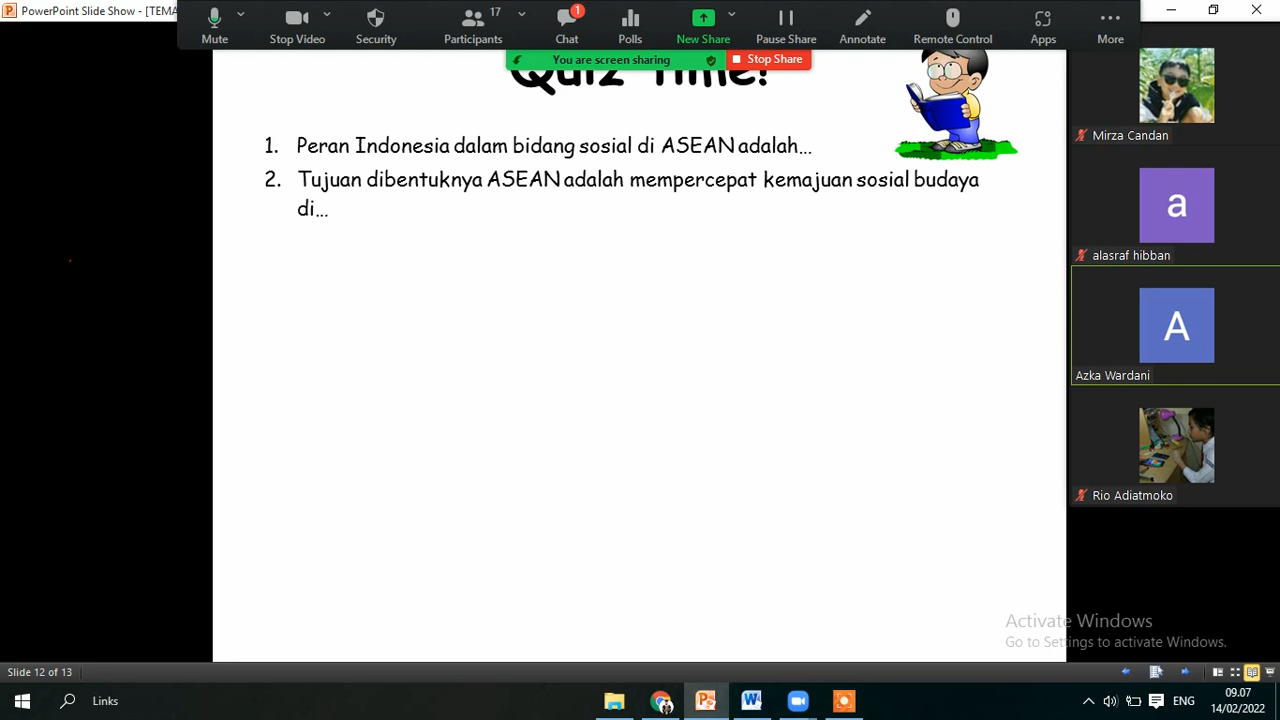 PowerPoint Slide Show - [TEMA
17
1
Mute
Stop Video
Security
Participants
Chat
Polls
New Share
Pause Share
Annotate
Remote Control
Apps
More
You are screen sharing
Stop Share
Quiz Time!
1. Peran Indonesia dalam bidang sosial di ASEAN adalah...
2. Tujuan dibentuknya ASEAN adalah mempercepat kemajuan sosial budaya
di...
Mirza Candan
a
alasraf hibban
A
Azka Wardani
Rio Adiatmoko
Activate Windows
Go to Settings to activate Windows.
Slide 12 of 13
Links
ENG
09.07
14/02/2022